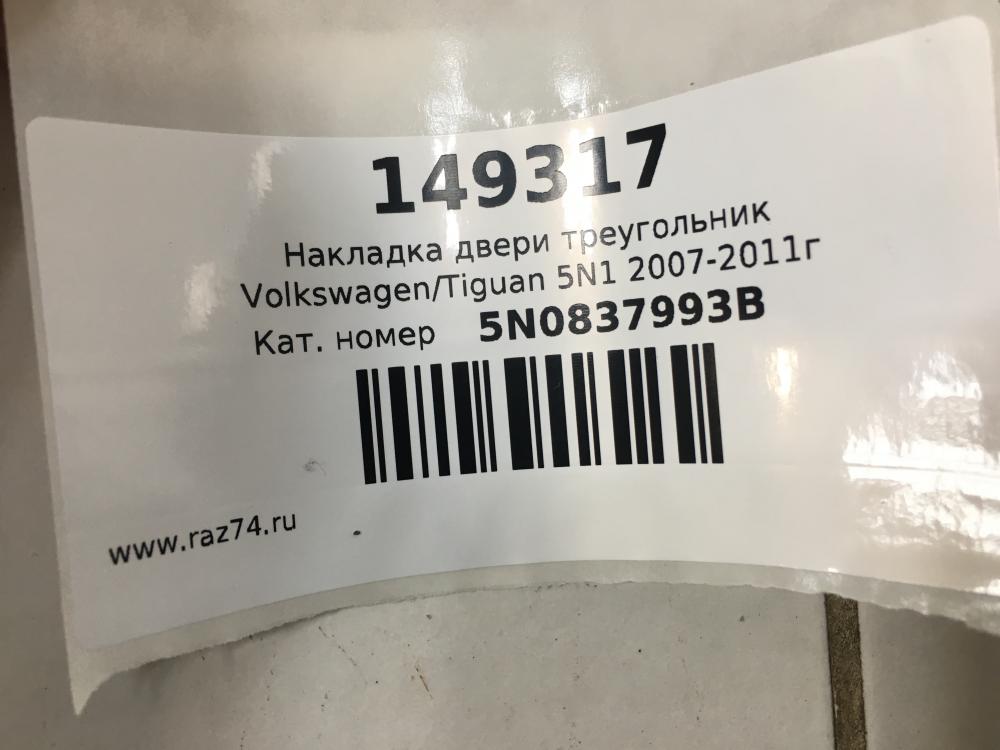 149317
Накладка двери треугольник
Volkswagen/Tiguan 5N1 2007-2011г
Кат. номер 5N0837993B
www.raz74.ru